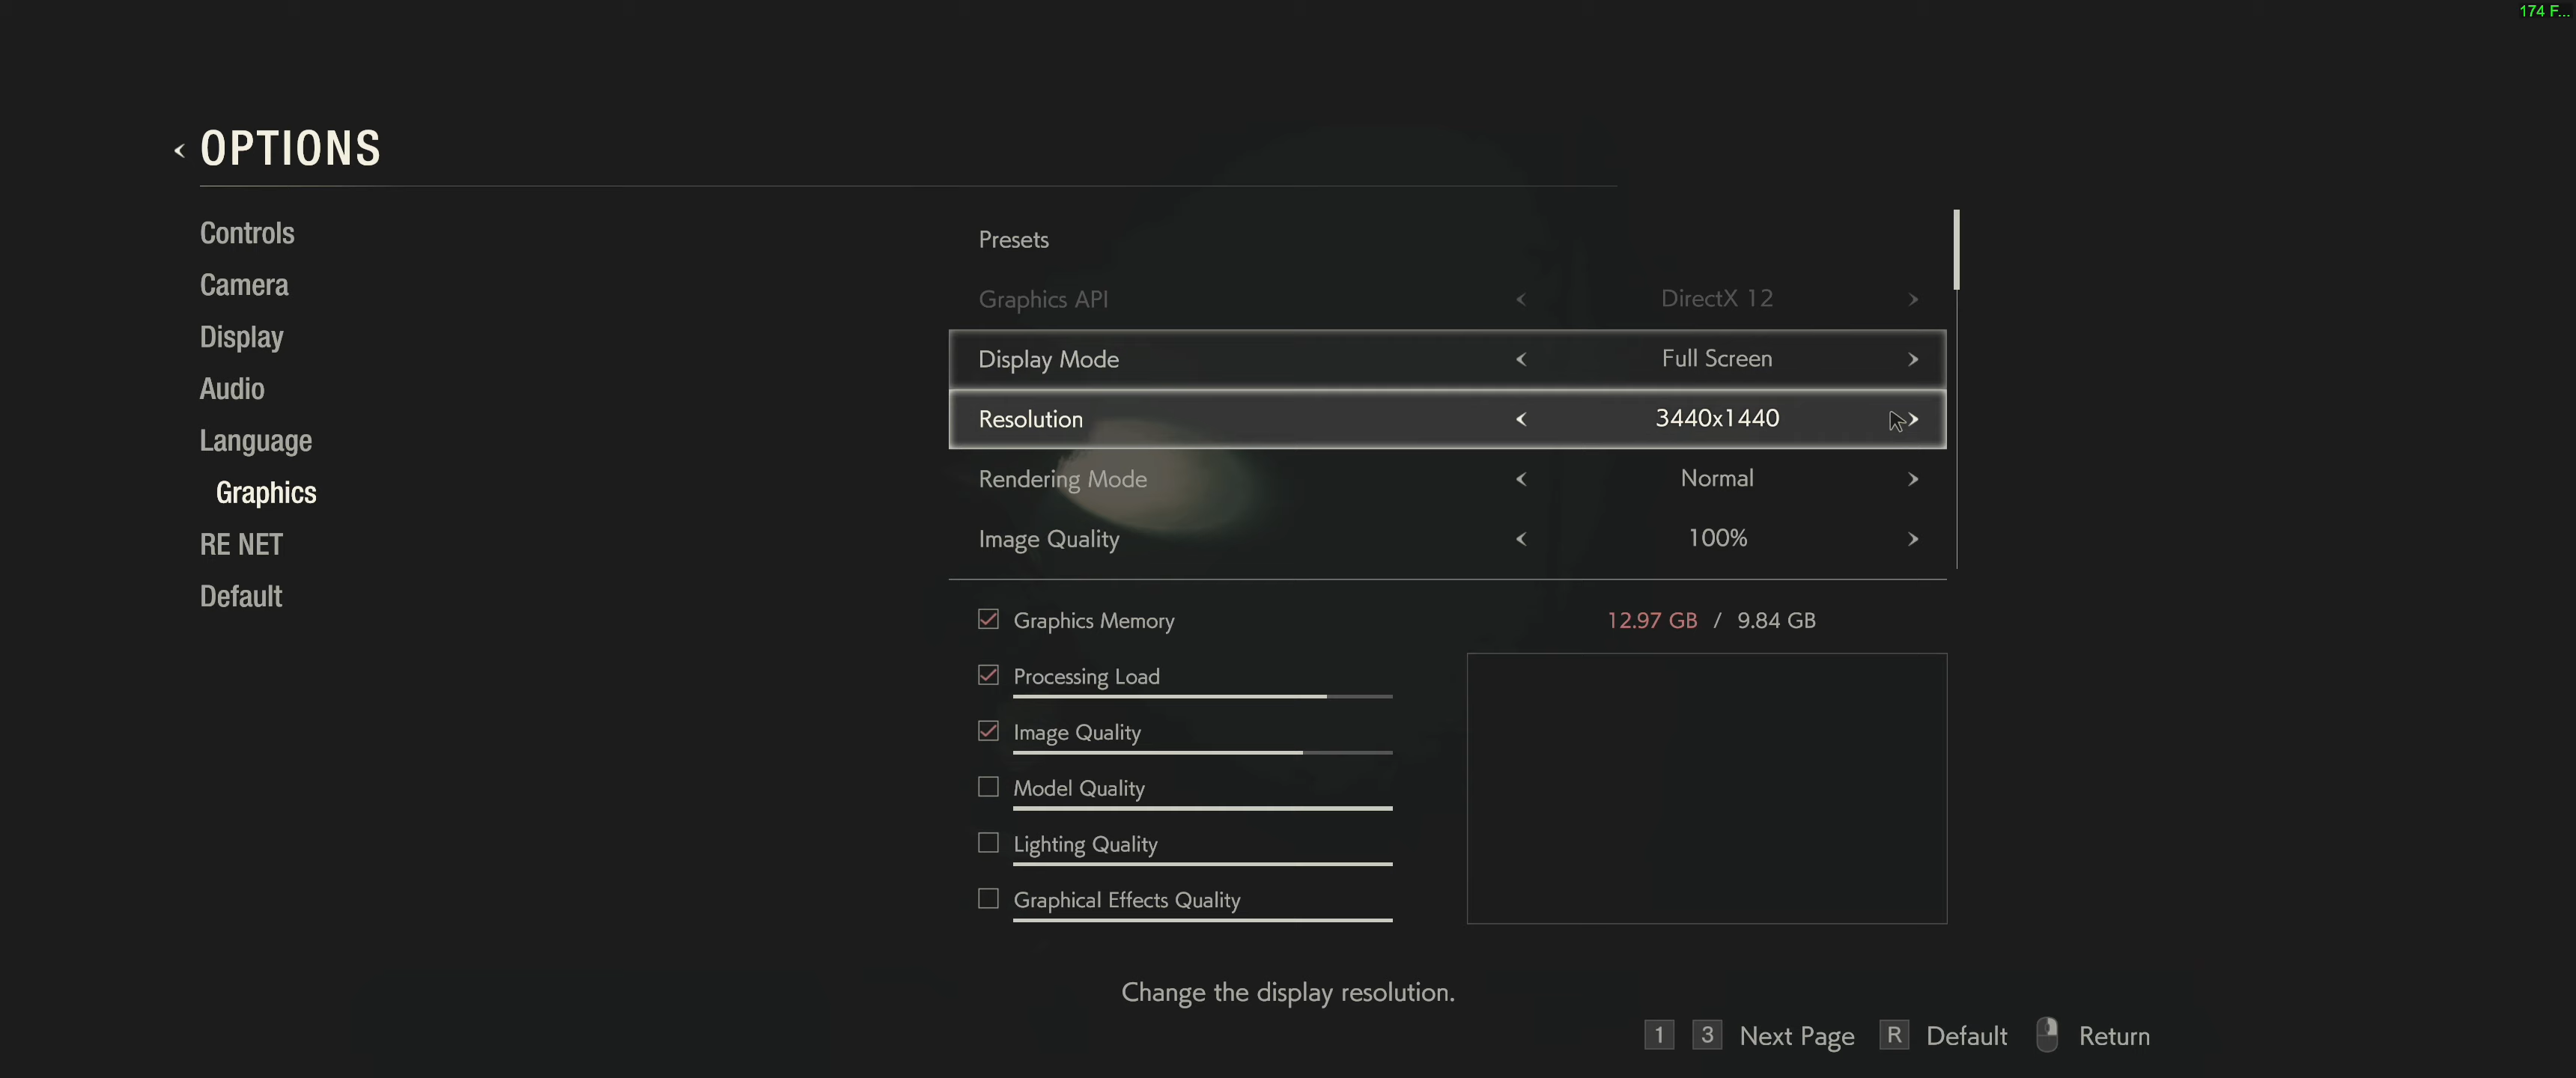 174 F...
OPTIONS
Controls
Camera
Display
Audio
Language
Graphics
RE NET
Default
Presets
Graphics API DirectX 12
Display Mode Full Screen
Resolution 3440x1440
Rendering Mode Normal
Image Quality 100%
Graphics Memory 12.97 GB / 9.84 GB
Processing Load
Image Quality
Model Quality
Lighting Quality
Graphical Effects Quality
Change the display resolution.
1 3 Next Page R Default Return